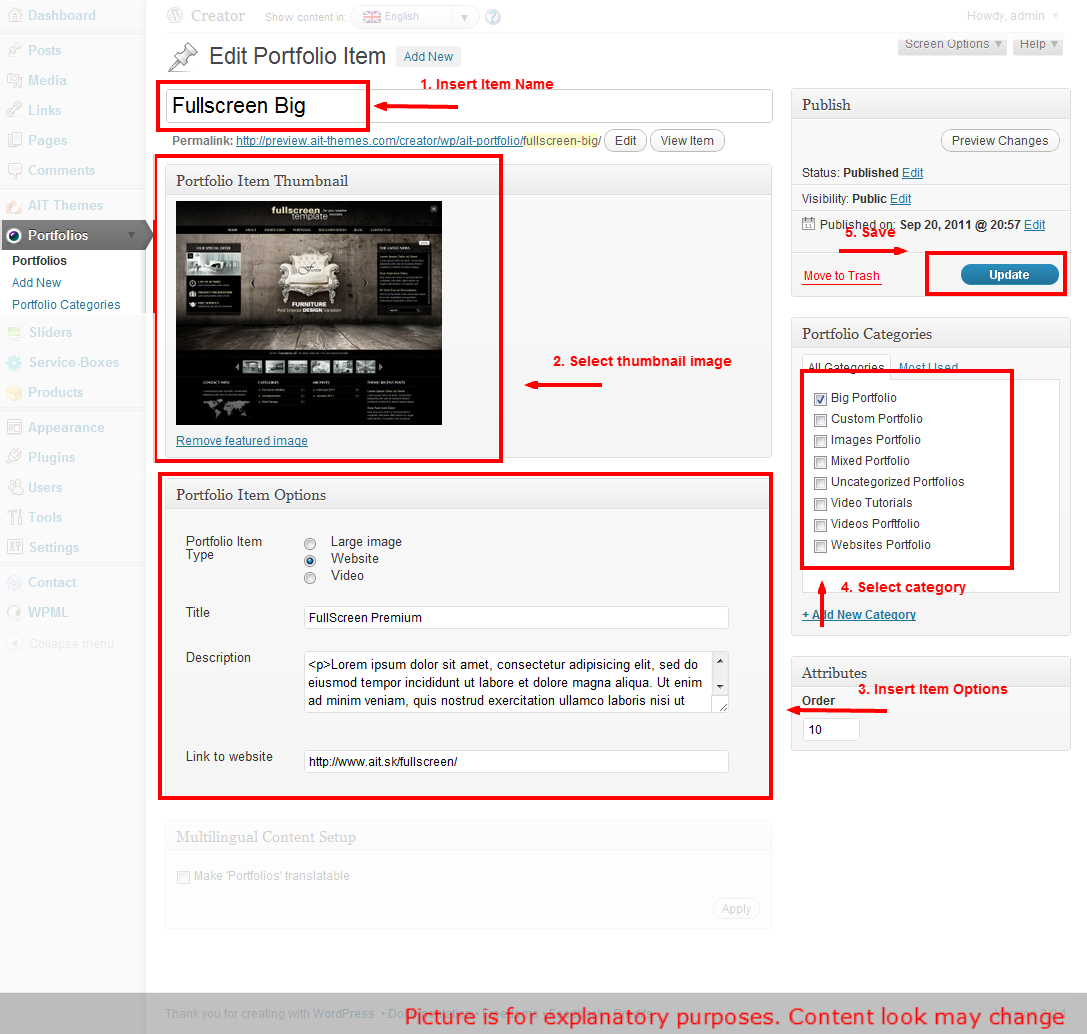 Dashboard
Posts
Media
Links
Pages
Comments
AIT Themes
Portfolios
Portfolios
Add New
Portfolio Categories
Sliders
Service-Boxes
Products
Appearance
Plugins
Users
Tools
Settings
Contact
WPML
Collapse menu
Creator Show content in: English
Howdy, admin
Screen Options Help
Edit Portfolio Item Add New
1. Insert Item Name
Fullscreen Big
Permalink: http://preview.ait-themes.com/creator/wp/ait-portfolio/fullscreen-big/ Edit View Item
Portfolio Item Thumbnail
fullscreen
template
FURNITURE
And Interior DESIGN Variation
2. Select thumbnail image
Remove featured image
Portfolio Item Options
Portfolio Item
Type
Large image
Website
Video
Title
FullScreen Premium
Description
<p>Lorem ipsum dolor sit amet, consectetur adipisicing elit, sed do
eiusmod tempor incididunt ut labore et dolore magna aliqua. Ut enim
ad minim veniam, quis nostrud exercitation ullamco laboris nisi ut
Link to website
http://www.ait.sk/fullscreen/
Multilingual Content Setup
Make 'Portfolios' translatable
Apply
Publish
Preview Changes
Status: Published Edit
Visibility: Public Edit
Published on: Sep 20, 2011 @ 20:57 Edit
5. Save
Move to Trash
Update
Portfolio Categories
All Categories Most Used
Big Portfolio
Custom Portfolio
Images Portfolio
Mixed Portfolio
Uncategorized Portfolios
Video Tutorials
Videos Porftfolio
Websites Portfolio
4. Select category
+ Add New Category
Attributes
3. Insert Item Options
Order
10
Thank you for creating with WordPress.
Picture is for explanatory purposes. Content look may change